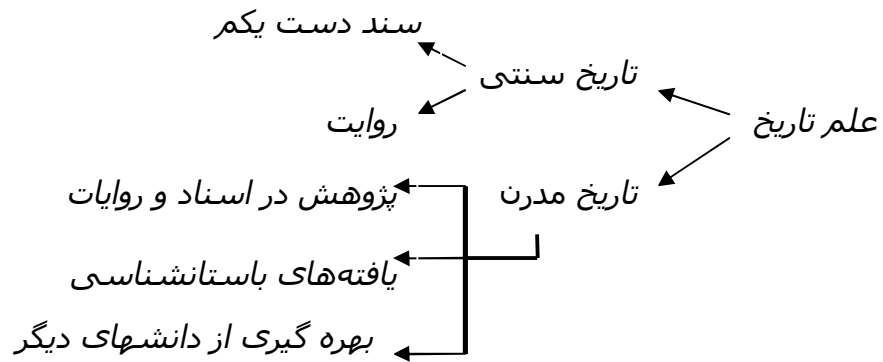 سند دست یکم
تاریخ سنتی
روایت
علم تاریخ
تاریخ مدرن
پژوهش در اسناد و روایات
یافته‌های باستانشناسی
بهره گیری از دانشهای دیگر